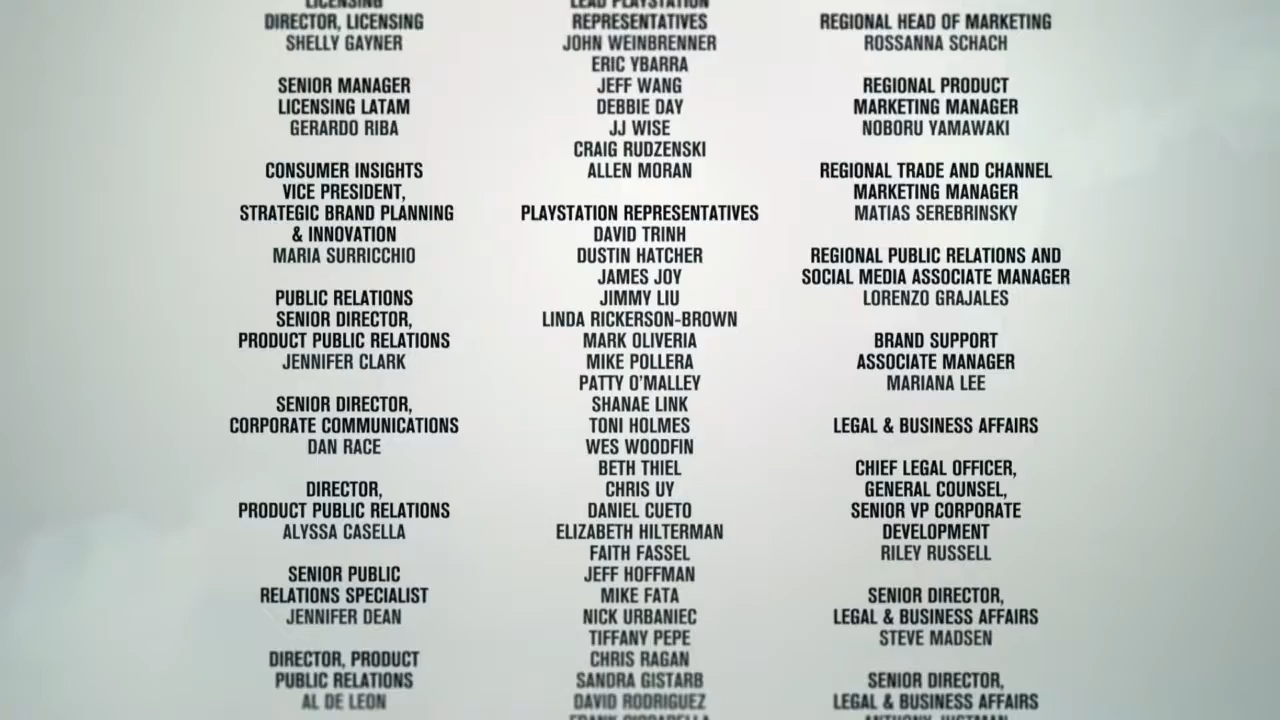 LICENSING
DIRECTOR, LICENSING
SHELLY GAYNER
SENIOR MANAGER
LICENSING LATAM
GERARDO RIBA
CONSUMER INSIGHTS
VICE PRESIDENT,
STRATEGIC BRAND PLANNING
& INNOVATION
MARIA SURRICCHIO
PUBLIC RELATIONS
SENIOR DIRECTOR,
PRODUCT PUBLIC RELATIONS
JENNIFER CLARK
SENIOR DIRECTOR,
CORPORATE COMMUNICATIONS
DAN RACE
DIRECTOR,
PRODUCT PUBLIC RELATIONS
ALYSSA CASELLA
SENIOR PUBLIC
RELATIONS SPECIALIST
JENNIFER DEAN
DIRECTOR, PRODUCT
PUBLIC RELATIONS
AL DE LEON
LEAD PLAYSTATION
REPRESENTATIVES
JOHN WEINBRENNER
ERIC YBARRA
JEFF WANG
DEBBIE DAY
JJ WISE
CRAIG RUDZENSKI
ALLEN MORAN
PLAYSTATION REPRESENTATIVES
DAVID TRINH
DUSTIN HATCHER
JAMES JOY
JIMMY LIU
LINDA RICKERSON-BROWN
MARK OLIVERIA
MIKE POLLERA
PATTY O'MALLEY
SHANAE LINK
TONI HOLMES
WES WOODFIN
BETH THIEL
CHRIS UY
DANIEL CUETO
ELIZABETH HILTERMAN
FAITH FASSEL
JEFF HOFFMAN
MIKE FATA
NICK URBANIEC
TIFFANY PEPE
CHRIS RAGAN
SANDRA GISTARB
DAVID RODRIGUEZ
REGIONAL HEAD OF MARKETING
ROSSANNA SCHACH
REGIONAL PRODUCT
MARKETING MANAGER
NOBORU YAMAWAKI
REGIONAL TRADE AND CHANNEL
MARKETING MANAGER
MATIAS SEREBRINSKY
REGIONAL PUBLIC RELATIONS AND
SOCIAL MEDIA ASSOCIATE MANAGER
LORENZO GRAJALES
BRAND SUPPORT
ASSOCIATE MANAGER
MARIANA LEE
LEGAL & BUSINESS AFFAIRS
CHIEF LEGAL OFFICER,
GENERAL COUNSEL,
SENIOR VP CORPORATE
DEVELOPMENT
RILEY RUSSELL
SENIOR DIRECTOR,
LEGAL & BUSINESS AFFAIRS
STEVE MADSEN
SENIOR DIRECTOR,
LEGAL & BUSINESS AFFAIRS